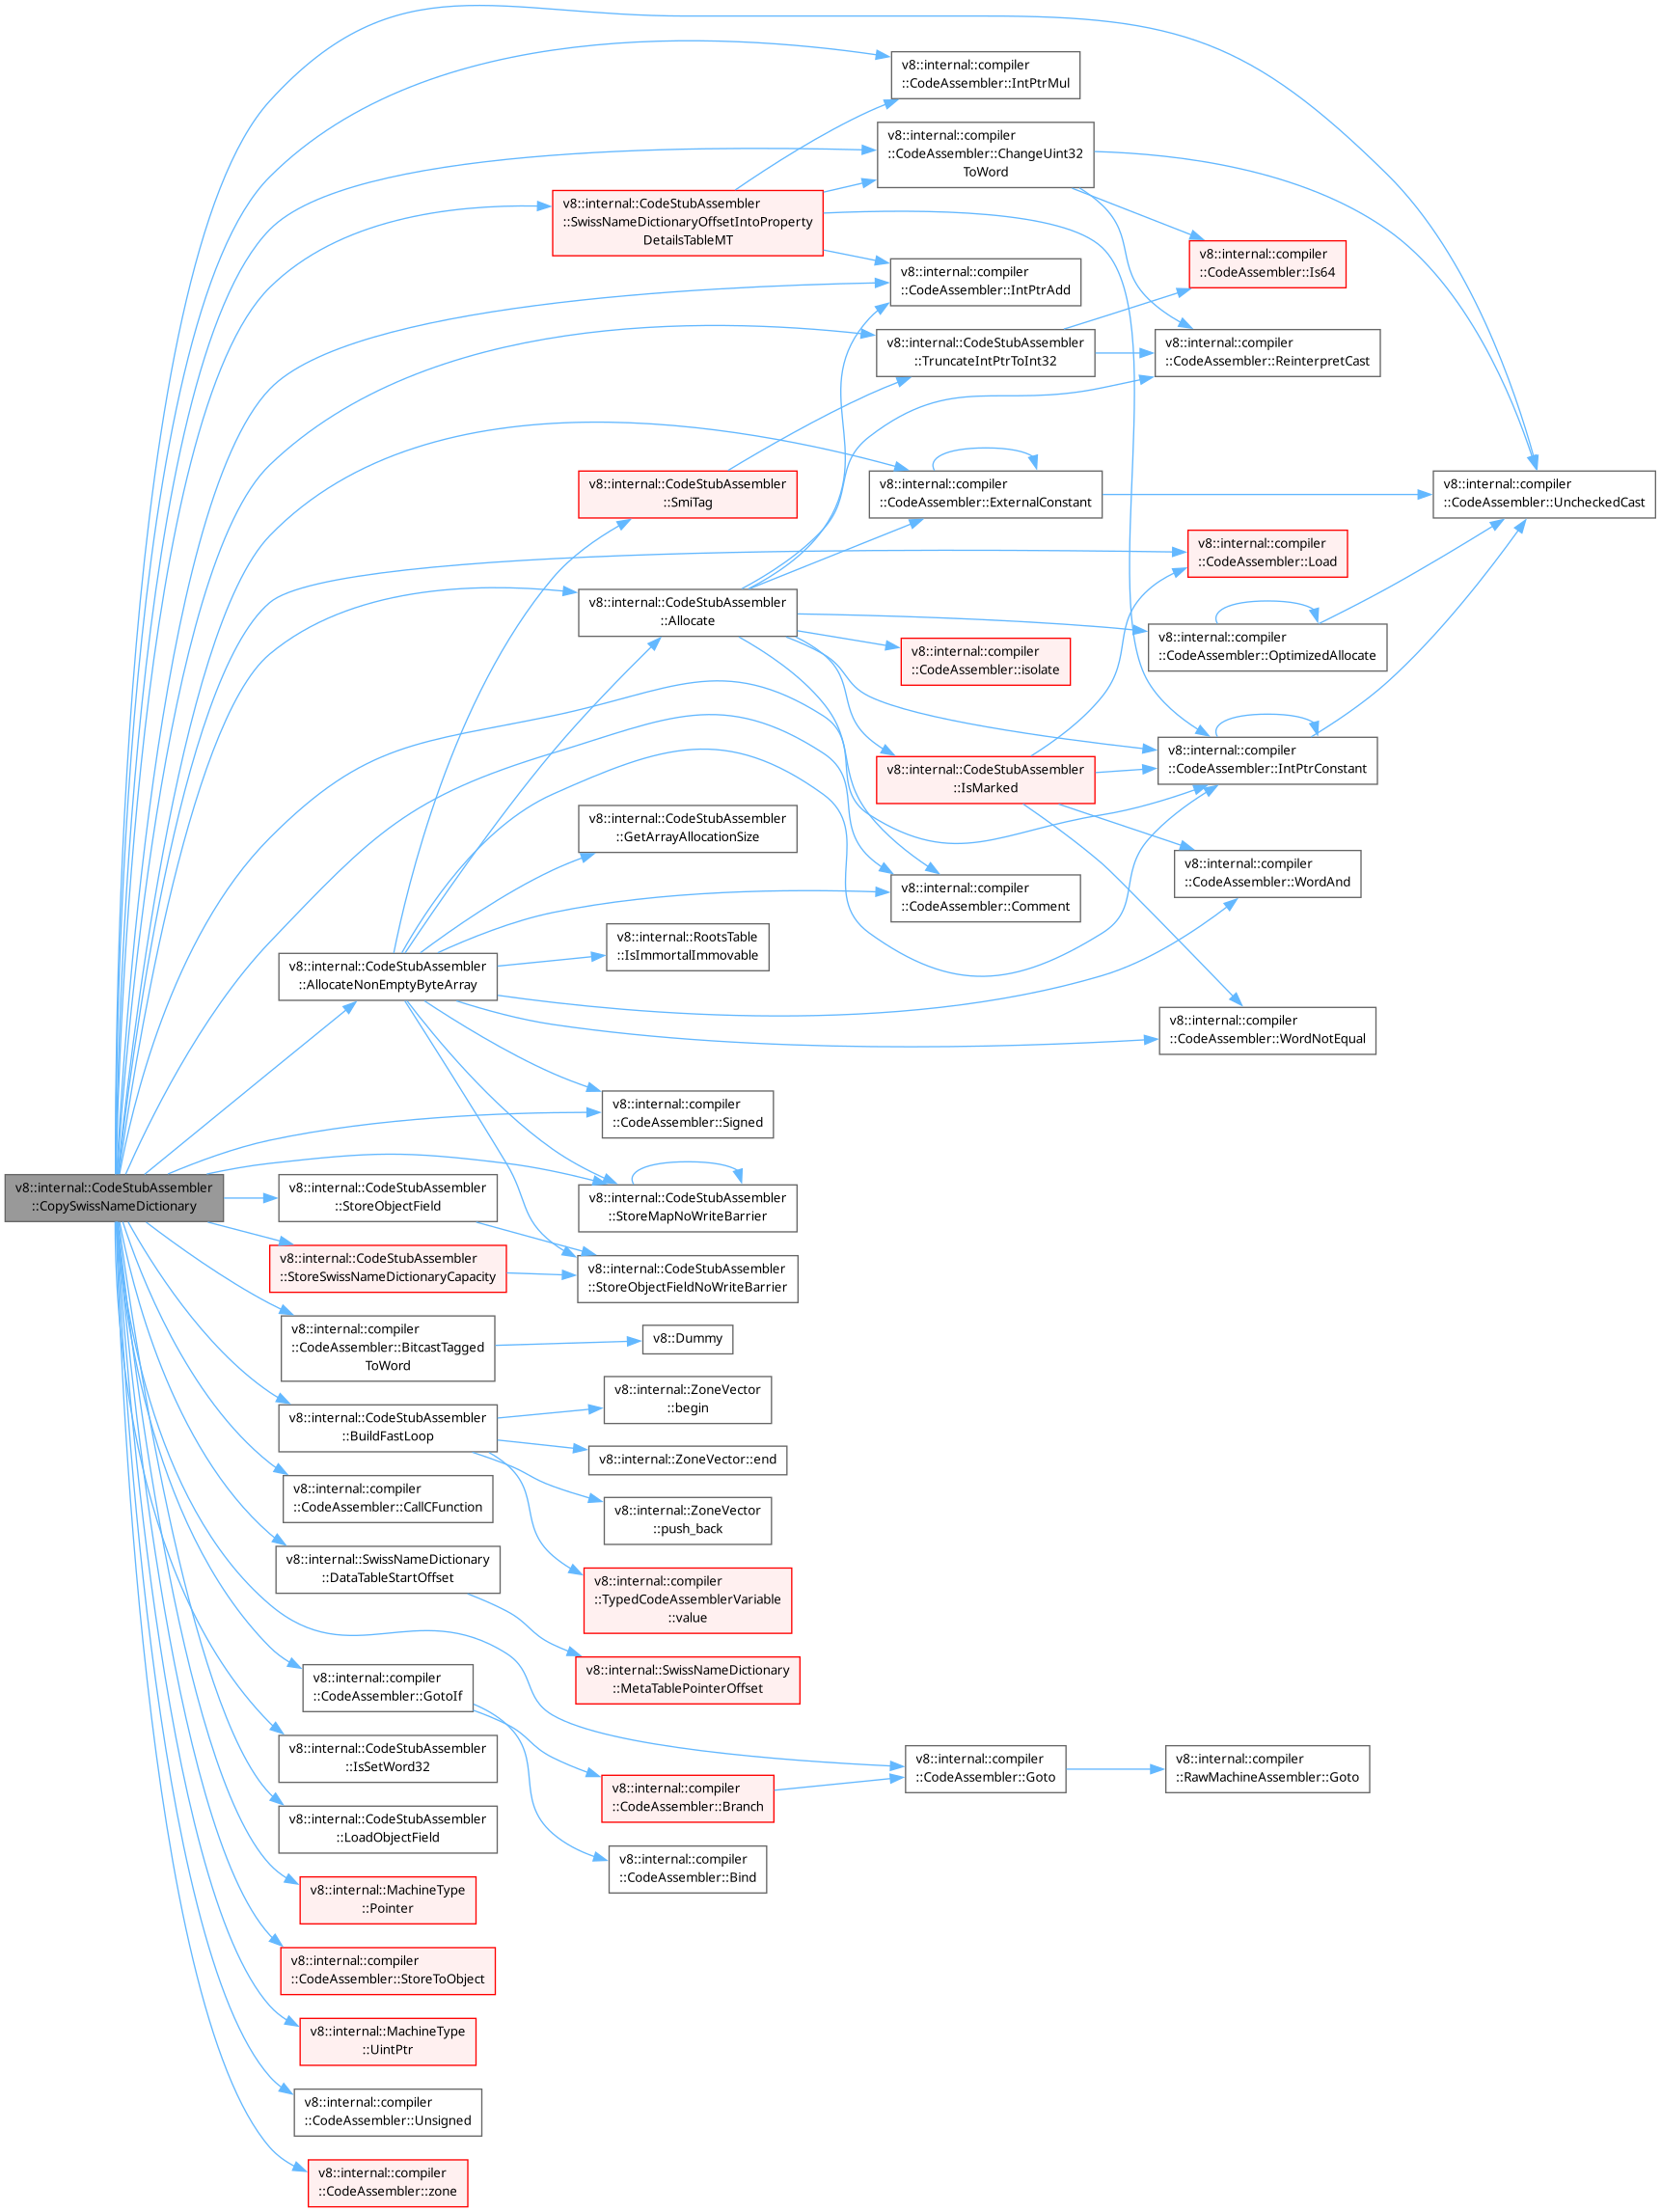 v8::internal::compiler
::CodeAssembler::IntPtrMul
v8::internal::compiler
::CodeAssembler::ChangeUint32
ToWord
v8::internal::CodeStubAssembler
::SwissNameDictionaryOffsetIntoProperty
DetailsTableMT
v8::internal::compiler
::CodeAssembler::Is64
v8::internal::compiler
::CodeAssembler::IntPtrAdd
v8::internal::CodeStubAssembler
::TruncateIntPtrToInt32
v8::internal::compiler
::CodeAssembler::ReinterpretCast
v8::internal::CodeStubAssembler
::SmiTag
v8::internal::compiler
::CodeAssembler::ExternalConstant
v8::internal::compiler
::CodeAssembler::UncheckedCast
v8::internal::compiler
::CodeAssembler::Load
v8::internal::CodeStubAssembler
::Allocate
v8::internal::compiler
::CodeAssembler::isolate
v8::internal::compiler
::CodeAssembler::OptimizedAllocate
v8::internal::CodeStubAssembler
::IsMarked
v8::internal::compiler
::CodeAssembler::IntPtrConstant
v8::internal::CodeStubAssembler
::GetArrayAllocationSize
v8::internal::compiler
::CodeAssembler::Comment
v8::internal::compiler
::CodeAssembler::WordAnd
v8::internal::CodeStubAssembler
::AllocateNonEmptyByteArray
v8::internal::RootsTable
::IsImmortalImmovable
v8::internal::compiler
::CodeAssembler::WordNotEqual
v8::internal::compiler
::CodeAssembler::Signed
v8::internal::CodeStubAssembler
::CopySwissNameDictionary
v8::internal::CodeStubAssembler
::StoreObjectField
v8::internal::CodeStubAssembler
::StoreMapNoWriteBarrier
v8::internal::CodeStubAssembler
::StoreSwissNameDictionaryCapacity
v8::internal::CodeStubAssembler
::StoreObjectFieldNoWriteBarrier
v8::internal::compiler
::CodeAssembler::BitcastTagged
ToWord
v8::Dummy
v8::internal::CodeStubAssembler
::BuildFastLoop
v8::internal::ZoneVector
::begin
v8::internal::ZoneVector::end
v8::internal::compiler
::CodeAssembler::CallCFunction
v8::internal::ZoneVector
::push_back
v8::internal::SwissNameDictionary
::DataTableStartOffset
v8::internal::compiler
::TypedCodeAssemblerVariable
::value
v8::internal::compiler
::CodeAssembler::GotoIf
v8::internal::SwissNameDictionary
::MetaTablePointerOffset
v8::internal::CodeStubAssembler
::IsSetWord32
v8::internal::compiler
::CodeAssembler::Branch
v8::internal::compiler
::CodeAssembler::Goto
v8::internal::compiler
::RawMachineAssembler::Goto
v8::internal::CodeStubAssembler
::LoadObjectField
v8::internal::compiler
::CodeAssembler::Bind
v8::internal::MachineType
::Pointer
v8::internal::compiler
::CodeAssembler::StoreToObject
v8::internal::MachineType
::UintPtr
v8::internal::compiler
::CodeAssembler::Unsigned
v8::internal::compiler
::CodeAssembler::zone